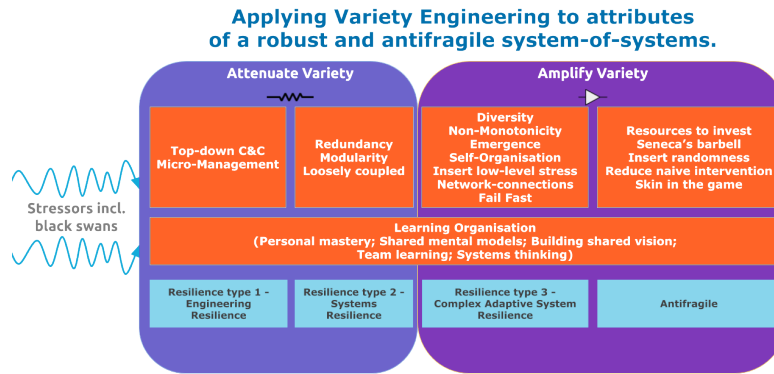 Applying Variety Engineering to attributes
of a robust and antifragile system-of-systems.
Attenuate Variety
Amplify Variety
Top-down C&C
Micro-Management
Redundancy
Modularity
Loosely coupled
Diversity
Non-Monotonicity
Emergence
Self-Organisation
Insert low-level stress
Network-connections
Fail Fast
Resources to invest
Seneca's barbell
Insert randomness
Reduce naive intervention
Skin in the game
Stressors incl.
black swans
Learning Organisation
(Personal mastery; Shared mental models; Building shared vision;
Team learning; Systems thinking)
Resilience type 1 -
Engineering
Resilience
Resilience type 2 -
Systems
Resilience
Resilience type 3 -
Complex Adaptive System
Resilience
Antifragile